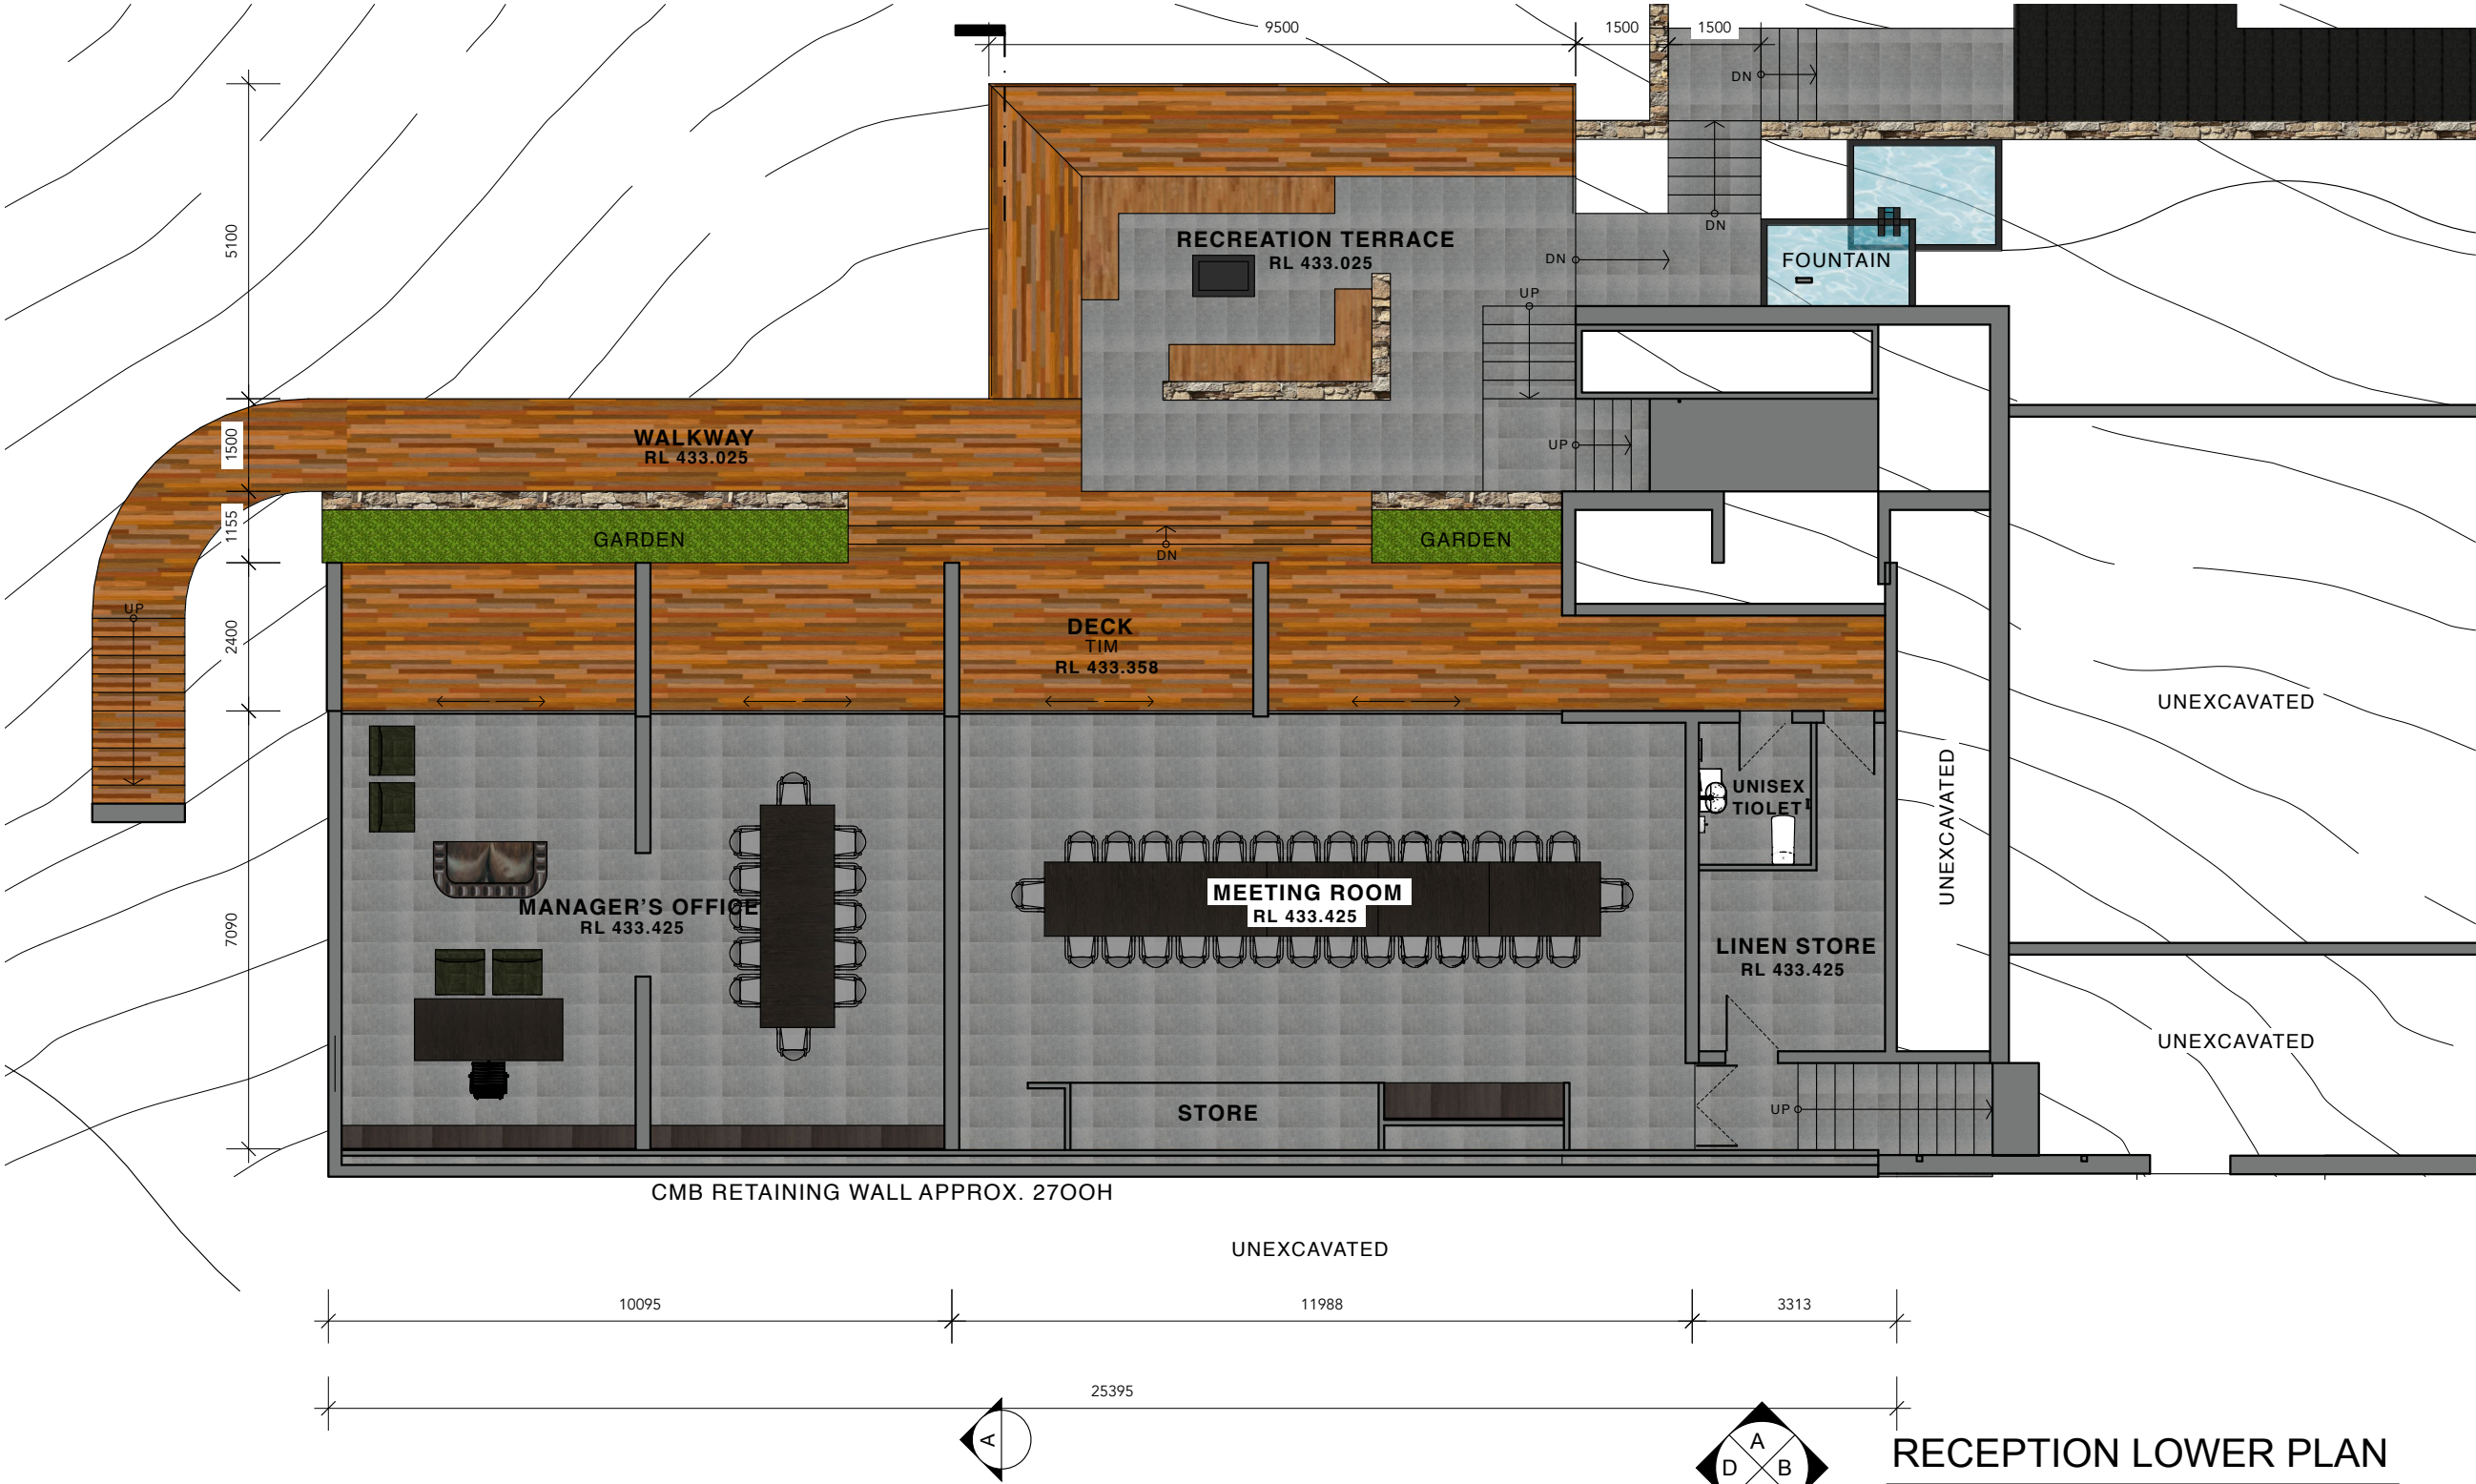 9500
1500
1500
DN
5100
RECREATION TERRACE
RL 433.025
DN
DN
FOUNTAIN
UP
WALKWAY
RL 433.025
1500
UP
1155
GARDEN
DN
GARDEN
UP
2400
DECK
TIM
RL 433.358
UNEXCAVATED
UNISEX
TIOLET
UNEXCAVATED
MANAGER'S OFFICE
RL 433.425
MEETING ROOM
RL 433.425
7090
LINEN STORE
RL 433.425
UNEXCAVATED
STORE
UP
CMB RETAINING WALL APPROX. 27OOH
UNEXCAVATED
10095
11988
3313
25395
A
A
D
B
RECEPTION LOWER PLAN